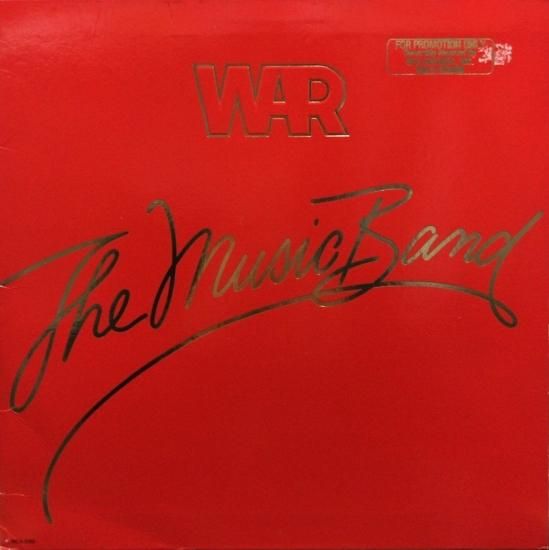 FOR PROMOTION ONLY
WAR
The Music Band